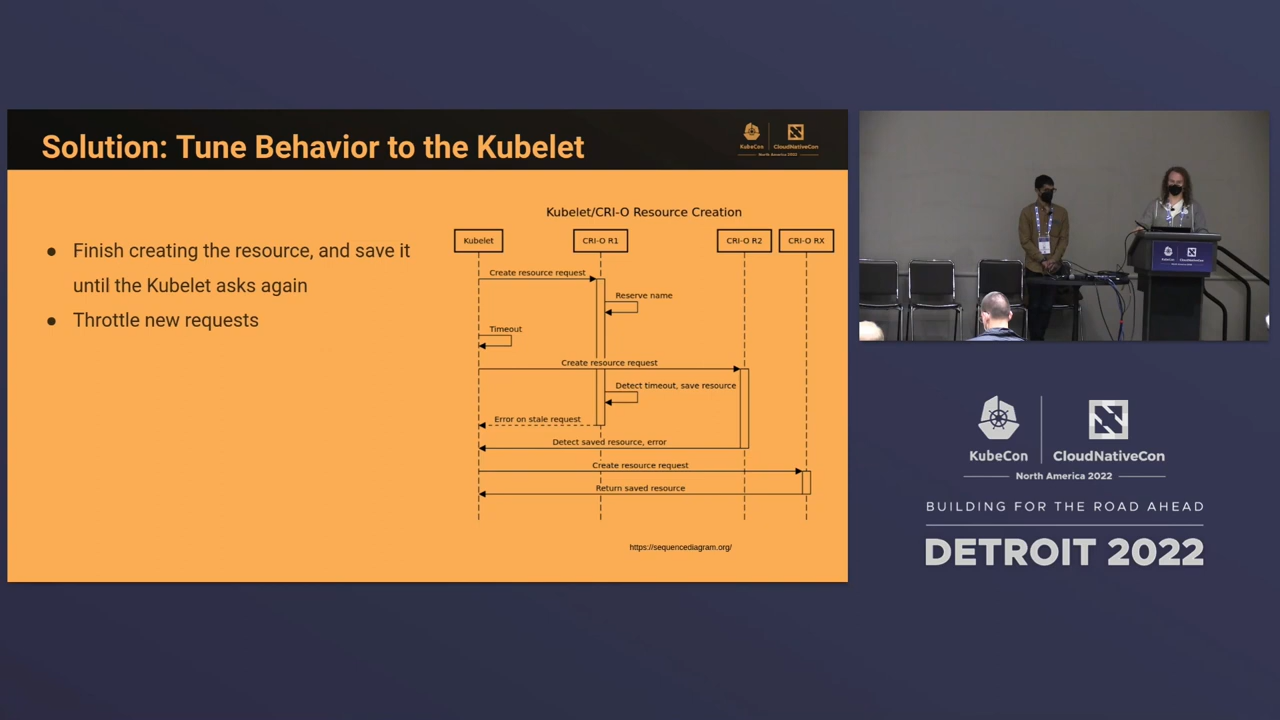 Solution: Tune Behavior to the Kubelet
KubeCon
CloudNativeCon
North America 2022
● Finish creating the resource, and save it
until the Kubelet asks again
● Throttle new requests
Kubelet/CRI-O Resource Creation
Kubelet
CRI-O R1
CRI-O R2
CRI-O RX
Create resource request
Reserve name
Timeout
Create resource request
Detect timeout, save resource
Error on stale request
Detect saved resource, error
Create resource request
Return saved resource
https://sequencediagram.org/
KubeCon
CloudNativeCon
North America 2022
BUILDING FOR THE ROAD AHEAD
DETROIT 2022